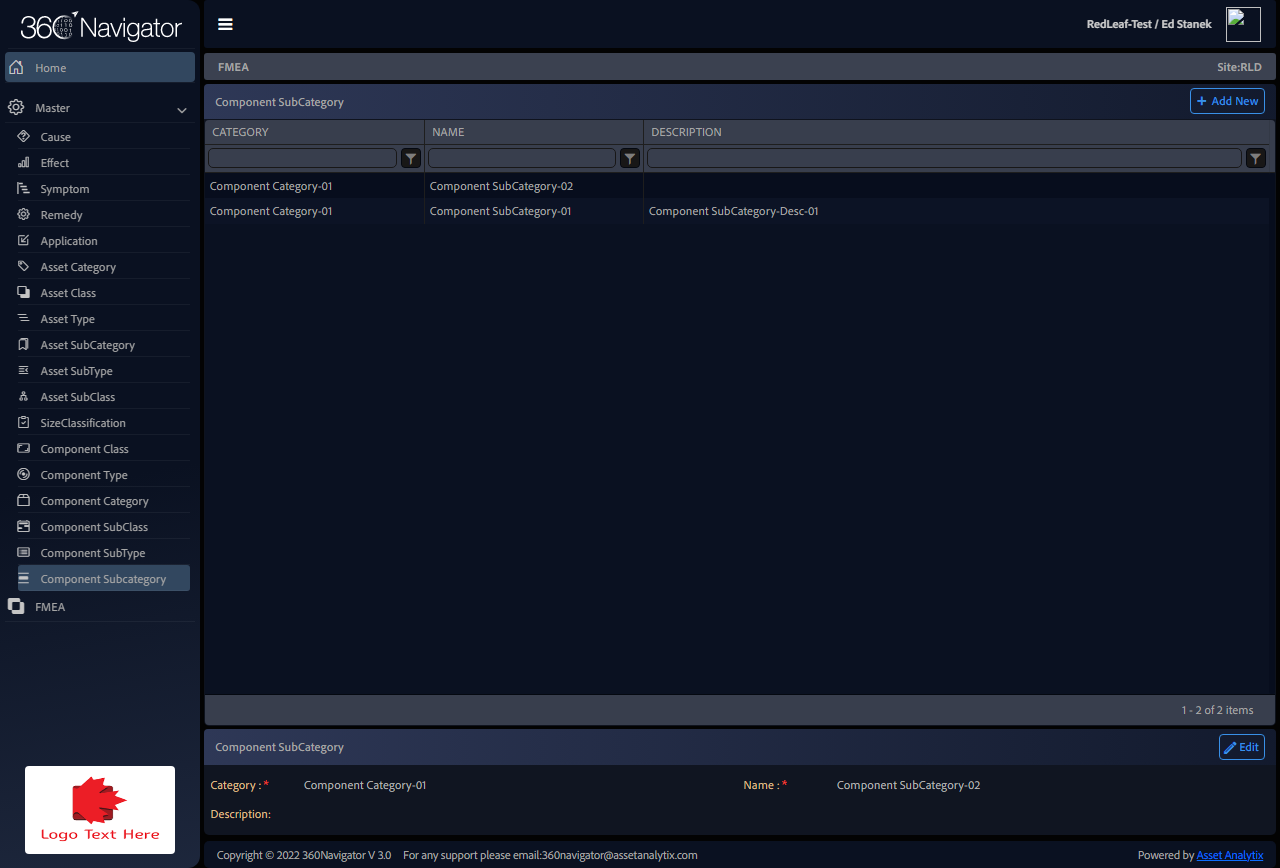 360 Navigator
RedLeaf-Test / Ed Stanek
Home
Master
Cause
Effect
Symptom
Remedy
Application
Asset Category
Asset Class
Asset Type
Asset SubCategory
Asset SubType
Asset SubClass
SizeClassification
Component Class
Component Type
Component Category
Component SubClass
Component SubType
Component Subcategory
FMEA
Logo Text Here
FMEA Site:RLD
Component SubCategory + Add New
CATEGORY NAME DESCRIPTION
Component Category-01 Component SubCategory-02
Component Category-01 Component SubCategory-01 Component SubCategory-Desc-01
1 - 2 of 2 items
Component SubCategory Edit
Category : * Component Category-01 Name : * Component SubCategory-02
Description:
Copyright © 2022 360Navigator V 3.0 For any support please email:360navigator@assetanalytix.com Powered by Asset Analytix